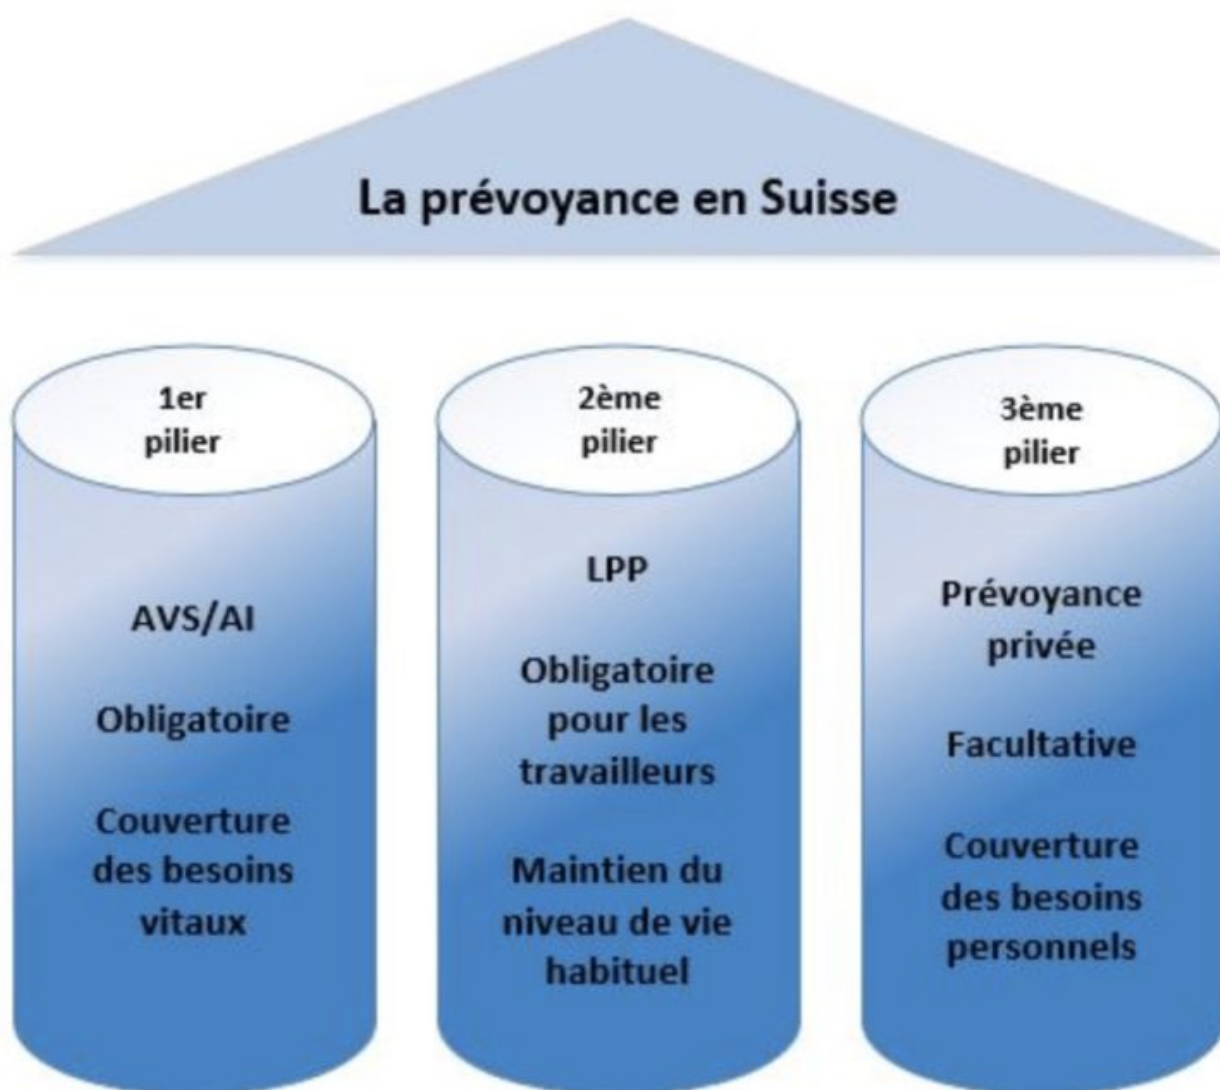 La prévoyance en Suisse
1er
pilier
AVS/AI
Obligatoire
Couverture
des besoins
vitaux
2ème
pilier
LPP
Obligatoire
pour les
travailleurs
Maintien du
niveau de vie
habituel
3ème
pilier
Prévoyance
privée
Facultative
Couverture
des besoins
personnels